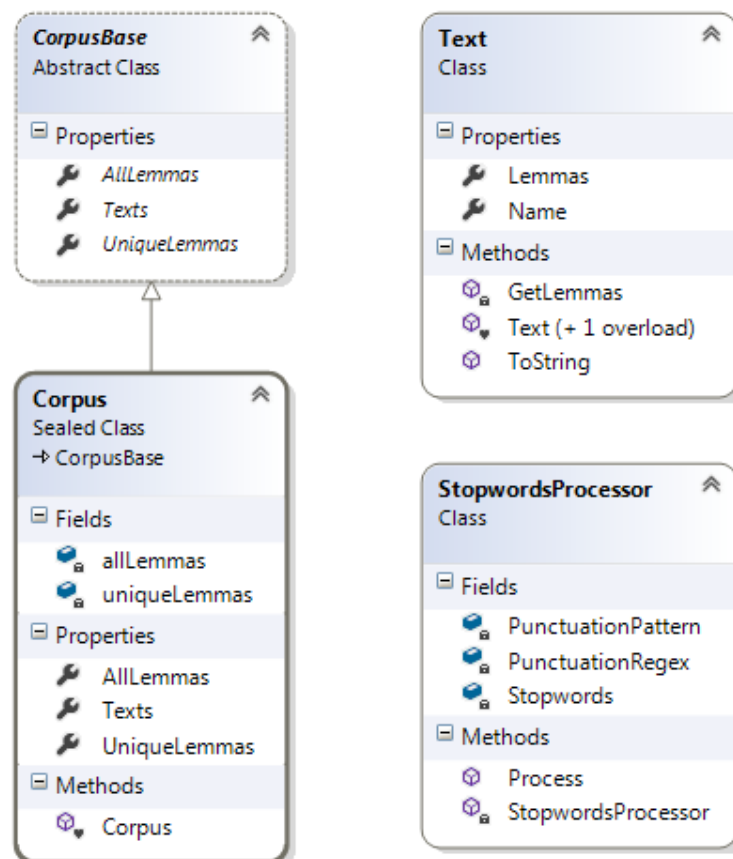 CorpusBase
Abstract Class
Properties
AllLemmas
Texts
UniqueLemmas
Corpus
Sealed Class
CorpusBase
Fields
allLemmas
uniqueLemmas
Properties
AllLemmas
Texts
UniqueLemmas
Methods
Corpus
Text
Class
Properties
Lemmas
Name
Methods
GetLemmas
Text (+ 1 overload)
ToString
StopwordsProcessor
Class
Fields
PunctuationPattern
PunctuationRegex
Stopwords
Methods
Process
StopwordsProcessor